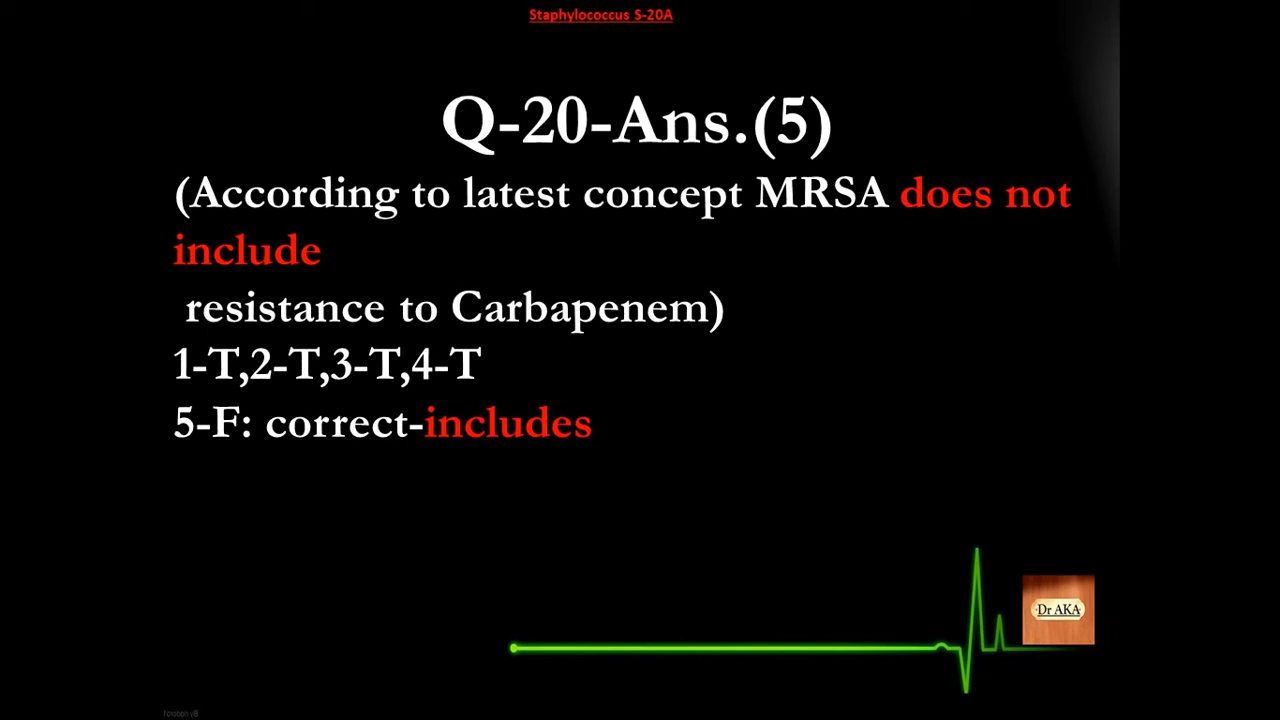 Staphylococcus S-20A
Q-20-Ans.(5)
(According to latest concept MRSA does not
include
resistance to Carbapenem)
1-T,2-T,3-T,4-T
5-F: correct-includes
Dr AKA